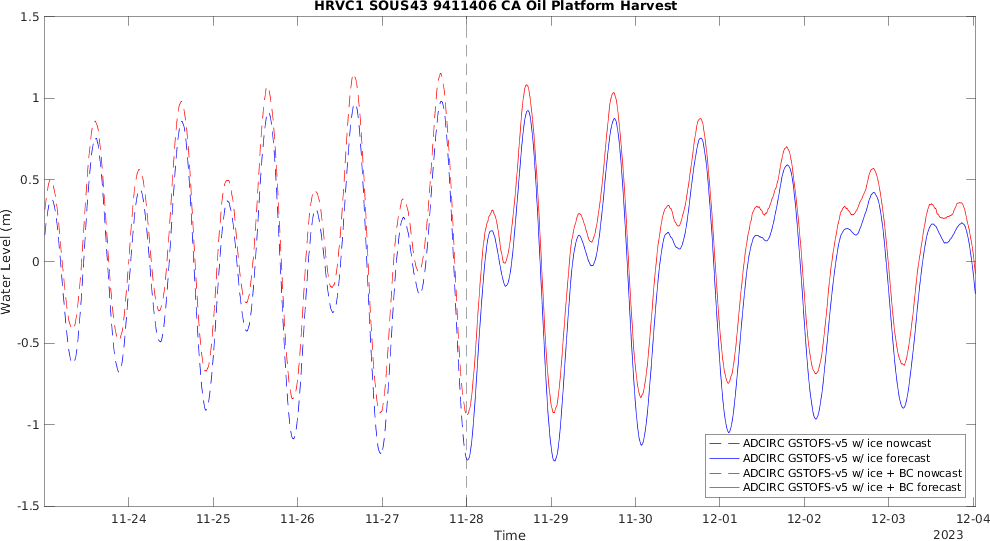 HRVC1 SOUS43 9411406 CA Oil Platform Harvest
1.5
1
0.5
0
-0.5
-1
-1.5
Water Level (m)
ADCIRC GSTOFS-v5 w/ ice nowcast
ADCIRC GSTOFS-v5 w/ ice forecast
ADCIRC GSTOFS-v5 w/ ice + BC nowcast
ADCIRC GSTOFS-v5 w/ ice + BC forecast
11-24 11-25 11-26 11-27 11-28 11-29 11-30 12-01 12-02 12-03 12-04
Time
2023